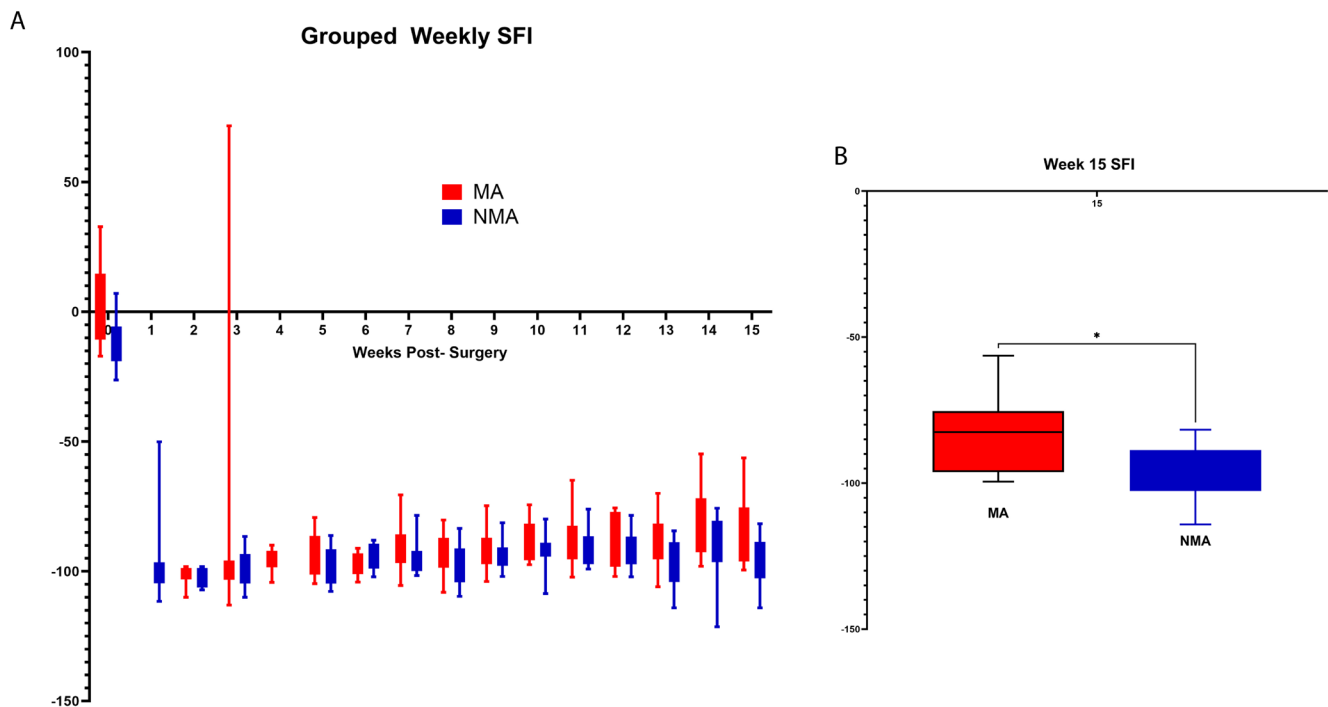 A
Grouped  Weekly SFI
100
50
0
-50
-100
-150
MA
NMA
0 1 2 3 4 5 6 7 8 9 10 11 12 13 14 15
Weeks Post- Surgery
B
Week 15 SFI
0
-50
-100
-150
15
*
MA
NMA